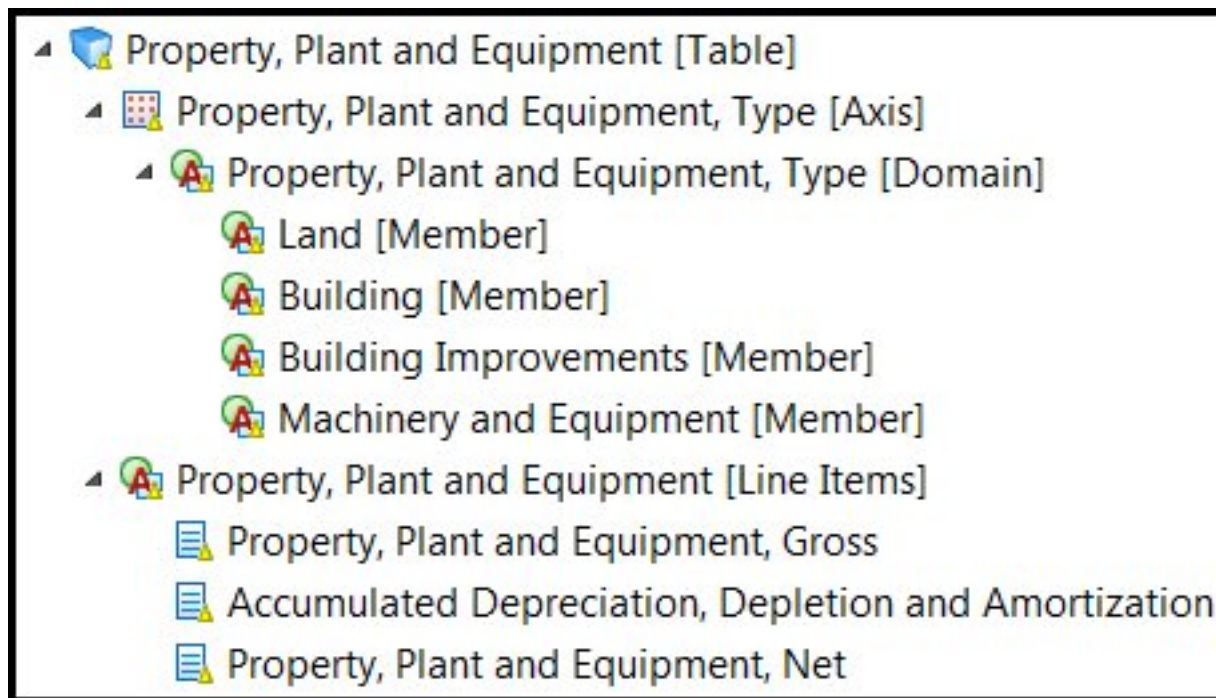 Property, Plant and Equipment [Table]
Property, Plant and Equipment, Type [Axis]
Property, Plant and Equipment, Type [Domain]
Land [Member]
Building [Member]
Building Improvements [Member]
Machinery and Equipment [Member]
Property, Plant and Equipment [Line Items]
Property, Plant and Equipment, Gross
Accumulated Depreciation, Depletion and Amortization
Property, Plant and Equipment, Net